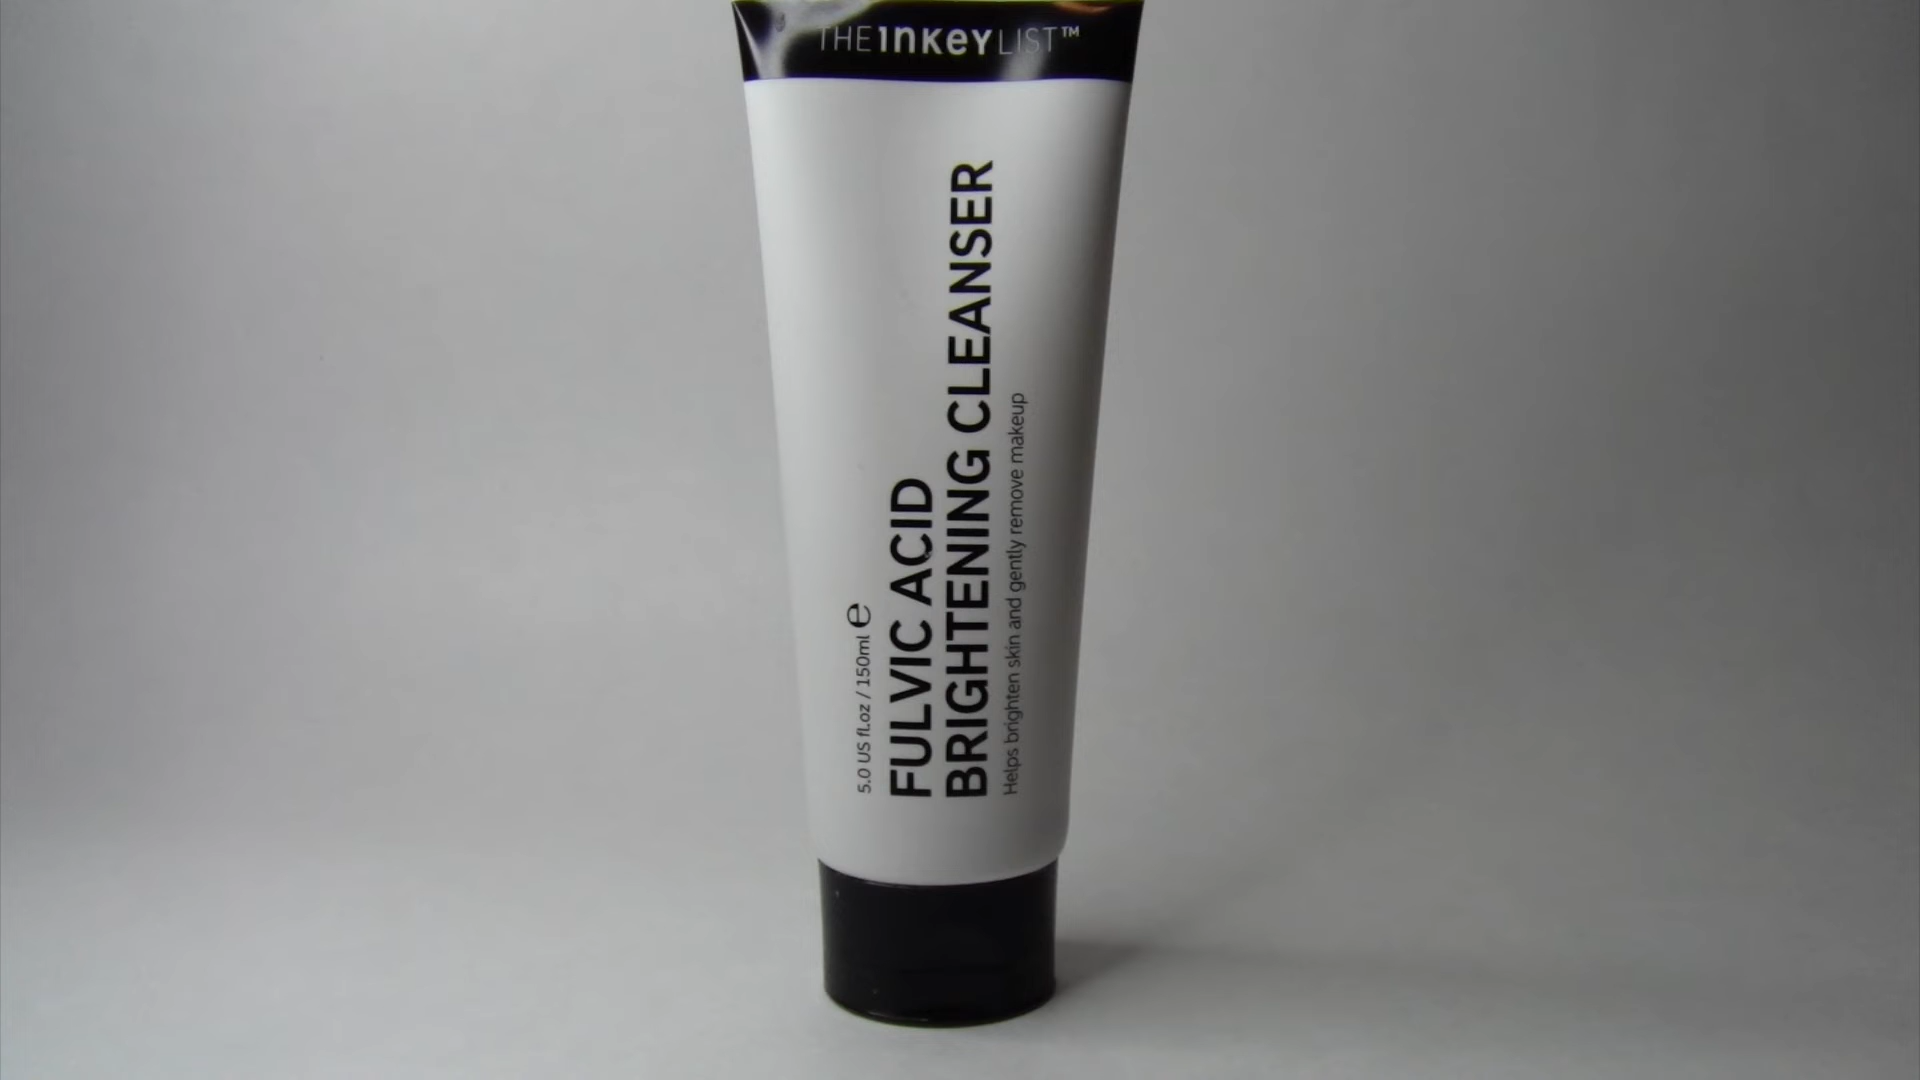 THE INKEY LIST™
5.0 US fl.oz / 150ml ℮
FULVIC ACID
BRIGHTENING CLEANSER
Helps brighten skin and gently remove makeup